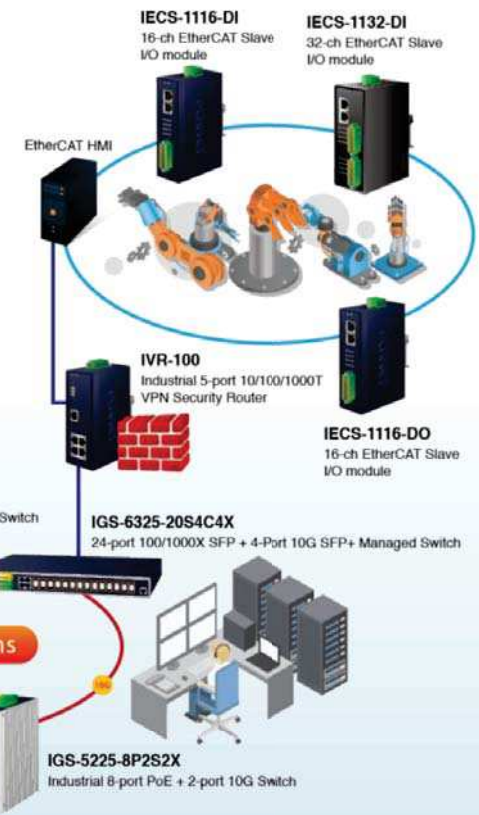 IECS-1116-DI
16-ch EtherCAT Slave
I/O module
IECS-1132-DI
32-ch EtherCAT Slave
I/O module
EtherCAT HMI
IVR-100
Industrial 5-port 10/100/1000T
VPN Security Router
IECS-1116-DO
16-ch EtherCAT Slave
I/O module
Switch
IGS-6325-20S4C4X
24-port 100/1000X SFP + 4-Port 10G SFP+ Managed Switch
ns
10G
IGS-5225-8P2S2X
Industrial 8-port PoE + 2-port 10G Switch